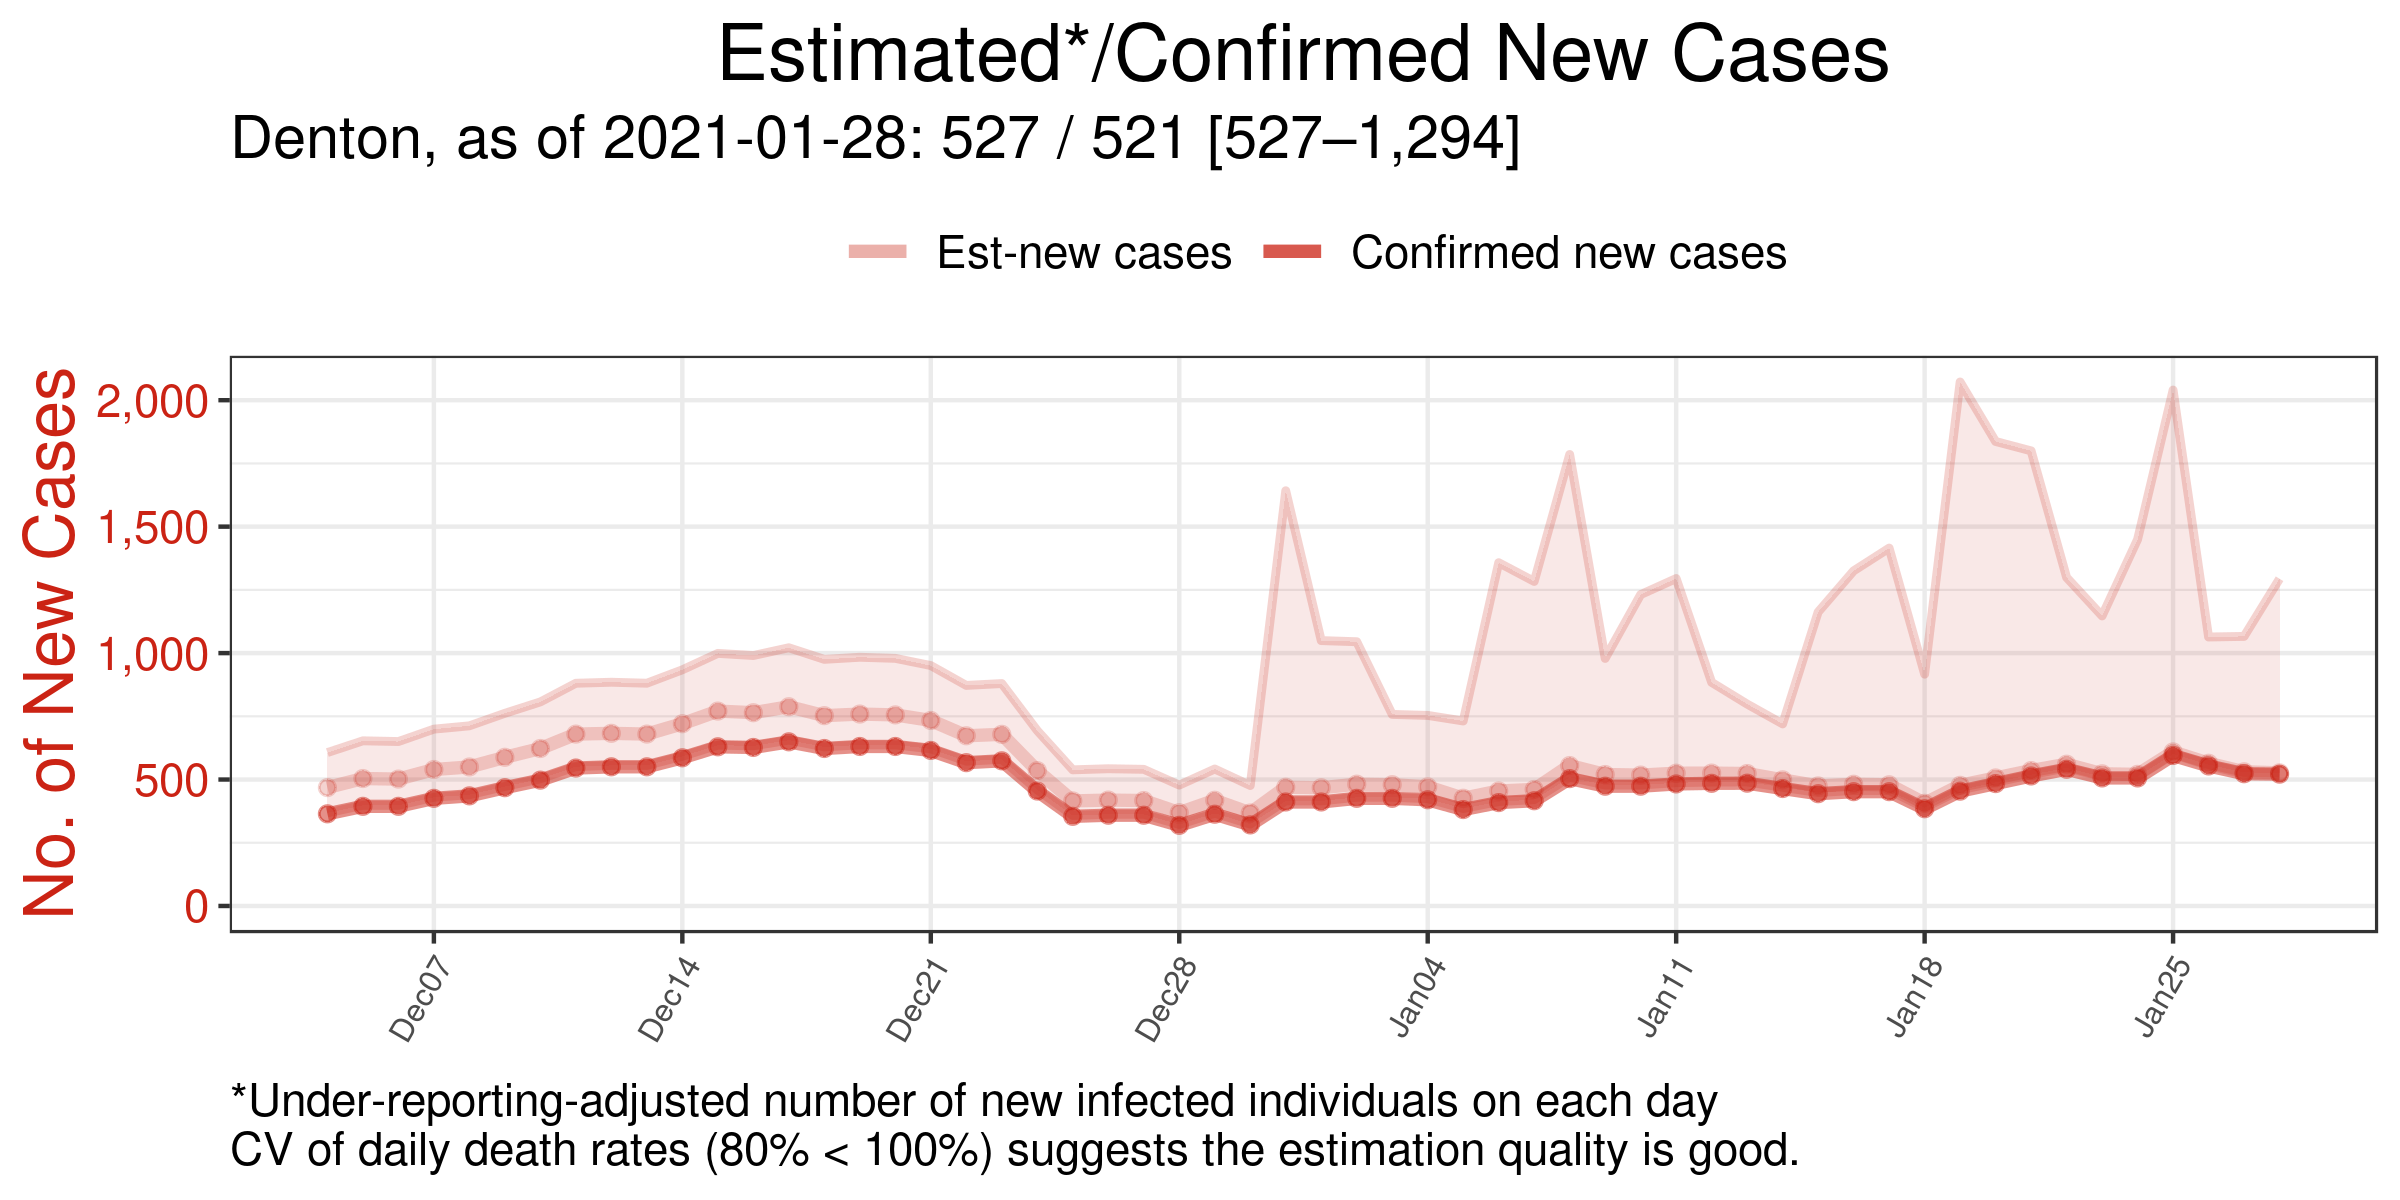 Estimated*/Confirmed New Cases
Denton, as of 2021-01-28: 527 / 521 [527–1,294]
Est-new cases
Confirmed new cases
No. of New Cases
2,000
1,500
1,000
500
0
Dec07
Dec14
Dec21
Dec28
Jan04
Jan11
Jan18
Jan25
*Under-reporting-adjusted number of new infected individuals on each day
CV of daily death rates (80% < 100%) suggests the estimation quality is good.